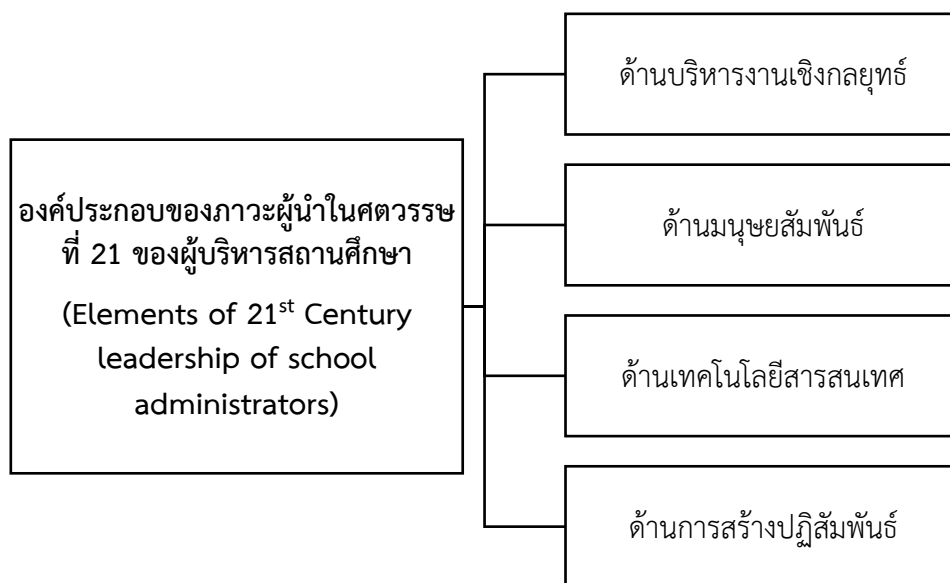 องค์ประกอบของภาวะผู้นำในศตวรรษ
ที่ 21 ของผู้บริหารสถานศึกษา
(Elements of 21st Century
leadership of school
administrators)
ด้านบริหารงานเชิงกลยุทธ์
ด้านมนุษยสัมพันธ์
ด้านเทคโนโลยีสารสนเทศ
ด้านการสร้างปฏิสัมพันธ์